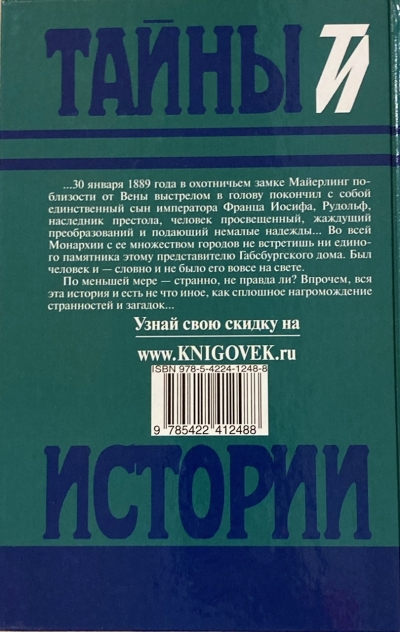 ТАЙНЫ ТИ
...30 января 1889 года в охотничьем замке Майерлинг по-
близости от Вены выстрелом в голову покончил с собой
единственный сын императора Франца Иосифа, Рудольф,
наследник престола, человек просвещенный, жаждущий
преобразований и подающий немалые надежды... Во всей
Монархии с ее множеством городов не встретишь ни едино-
го памятника этому представителю Габсбургского дома. Был
человек и — словно и не было его вовсе на свете.
По меньшей мере — странно, не правда ли? Впрочем, вся
эта история и есть не что иное, как сплошное нагромождение
странностей и загадок...
Узнай свою скидку на
www.KNIGOVEK.ru
ISBN 978-5-4224-1248-8
9 785422 412488
ИСТОРИИ